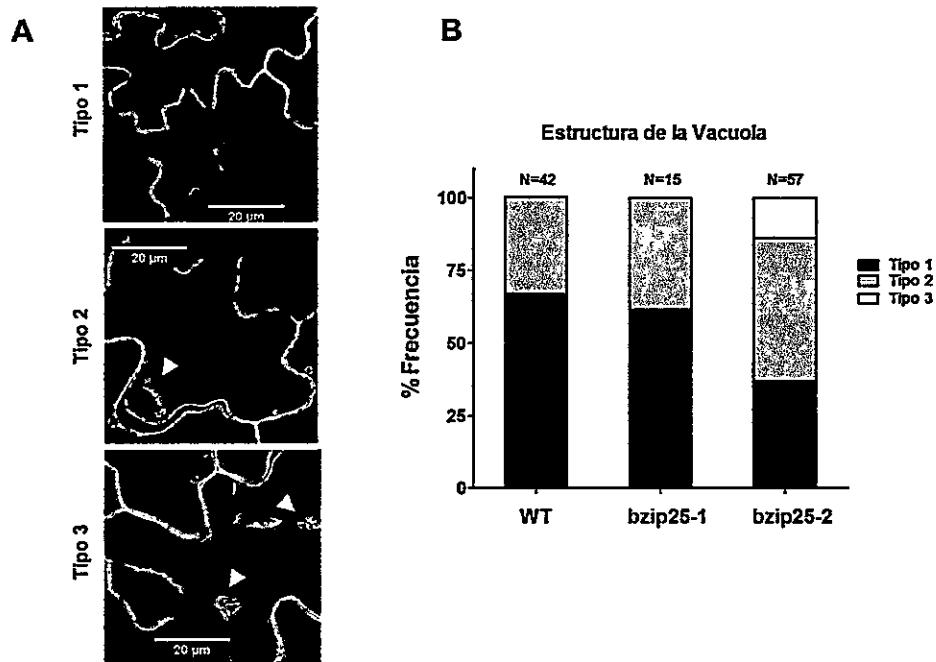 A
Tipo 1
20 µm
Tipo 2
20 µm
Tipo 3
20 µm
B
Estructura de la Vacuola
N=42 N=15 N=57
100
75
50
25
0
% Frecuencia
WT bzip25-1 bzip25-2
Tipo 1
Tipo 2
Tipo 3